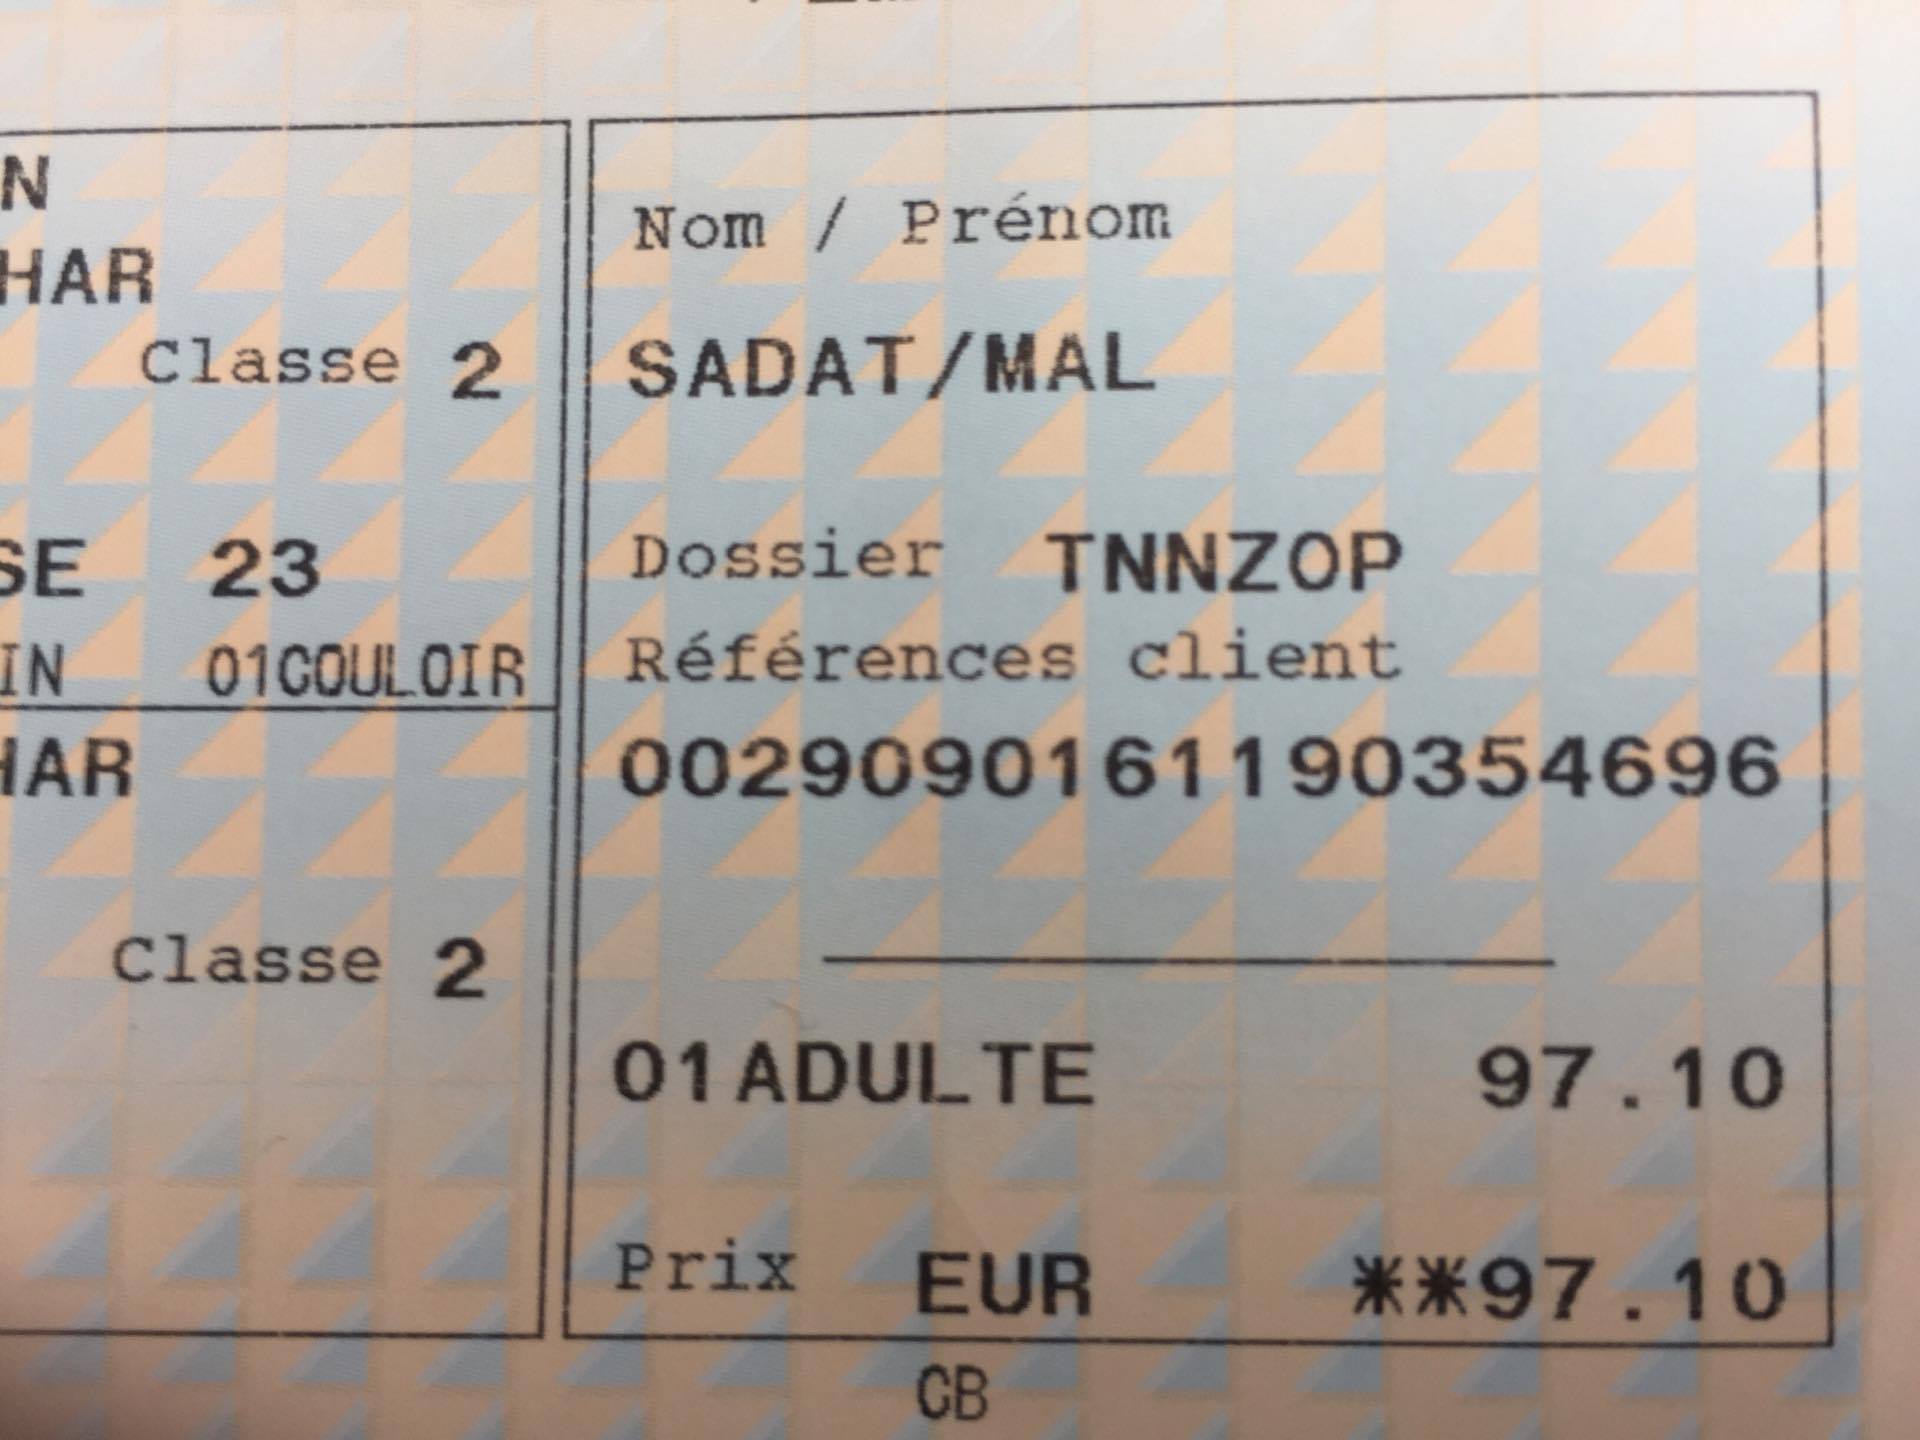 N
HAR
Classe 2
SE 23
IN 01COULOIR
HAR
Classe 2
Nom / Prénom
SADAT/MAL
Dossier TNNZOP
Références client
0029090161190354696
01ADULTE 97.10
Prix EUR **97.10
CB